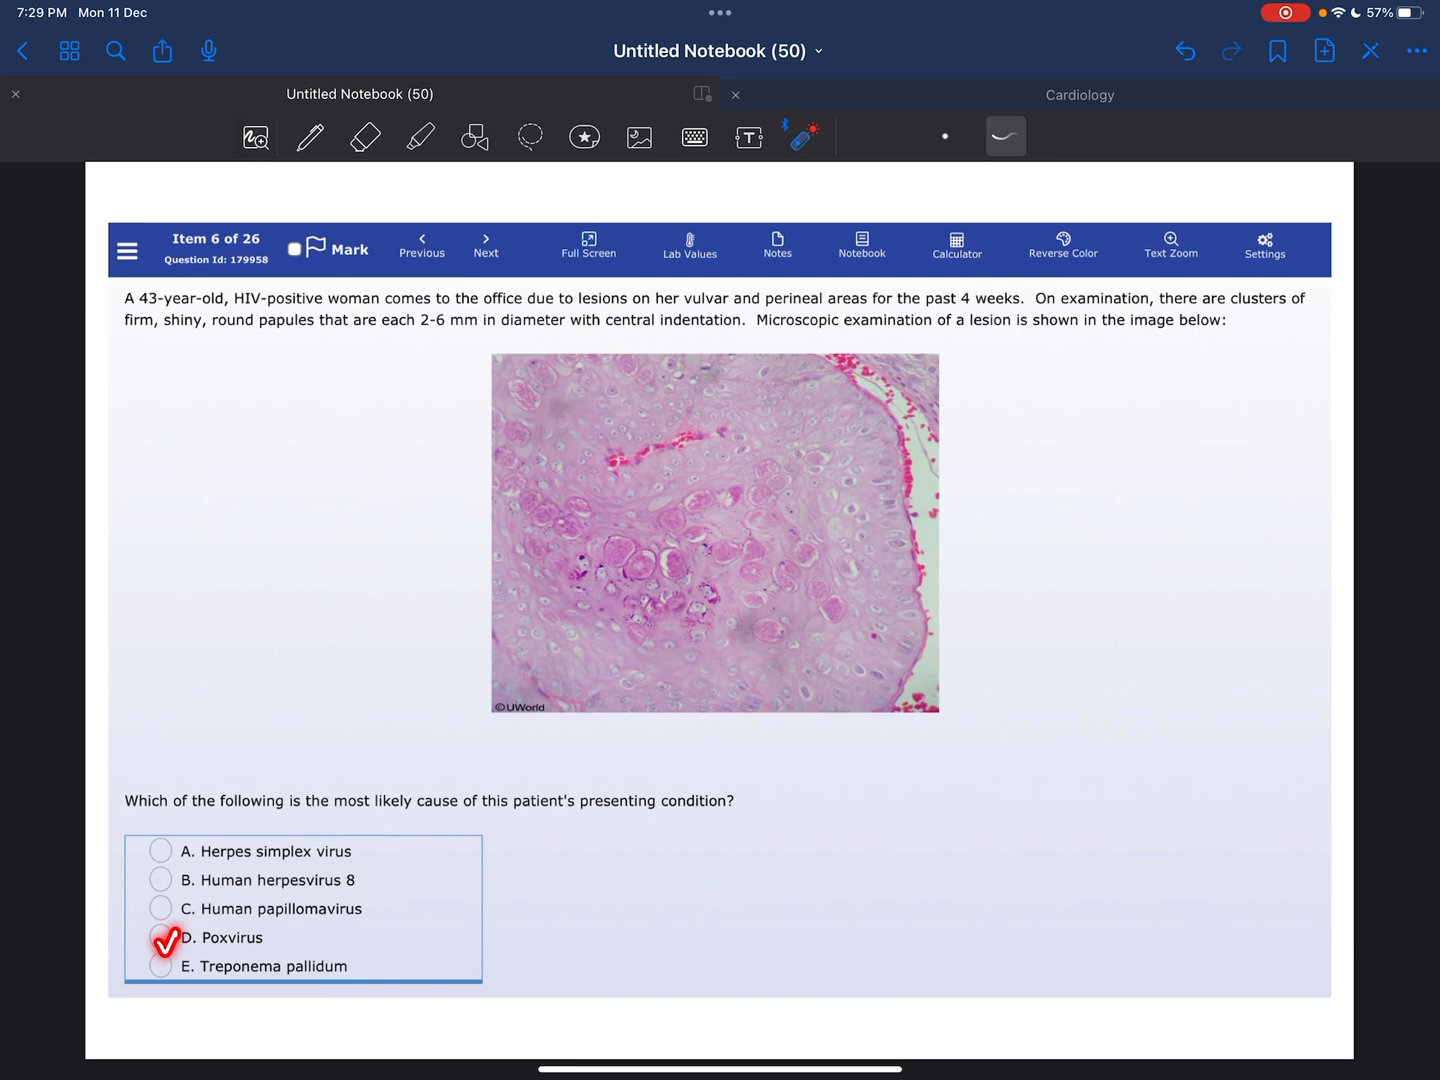 7:29 PM Mon 11 Dec
57%
Untitled Notebook (50)
Untitled Notebook (50)
Cardiology
T
Item 6 of 26
Question Id: 179958
Mark
Previous
Next
Full Screen
Lab Values
Notes
Notebook
Calculator
Reverse Color
Text Zoom
Settings
A 43-year-old, HIV-positive woman comes to the office due to lesions on her vulvar and perineal areas for the past 4 weeks. On examination, there are clusters of
firm, shiny, round papules that are each 2-6 mm in diameter with central indentation. Microscopic examination of a lesion is shown in the image below:
©UWorld
Which of the following is the most likely cause of this patient's presenting condition?
A. Herpes simplex virus
B. Human herpesvirus 8
C. Human papillomavirus
D. Poxvirus
E. Treponema pallidum